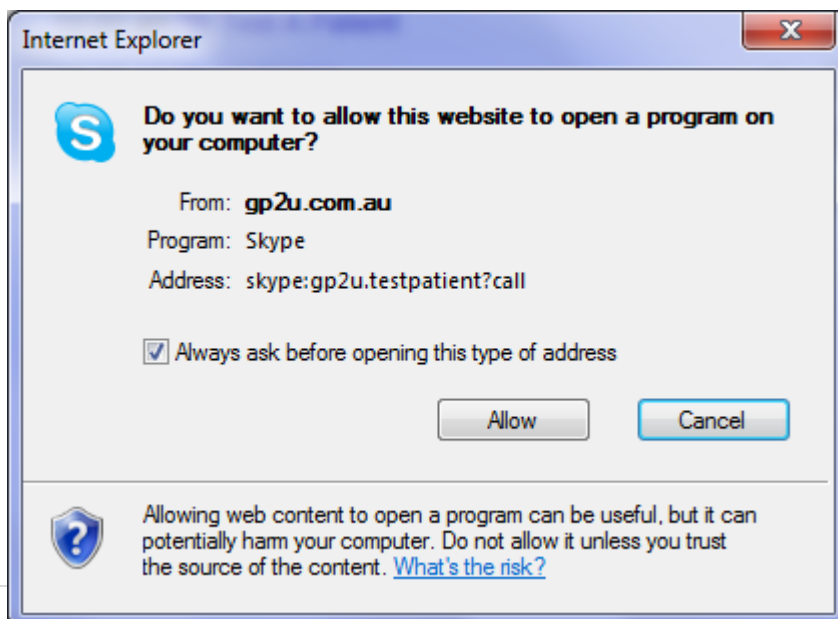 Internet Explorer
Do you want to allow this website to open a program on
your computer?
From: gp2u.com.au
Program: Skype
Address: skype:gp2u.testpatient?call
Always ask before opening this type of address
Allow Cancel
Allowing web content to open a program can be useful, but it can
potentially harm your computer. Do not allow it unless you trust
the source of the content. What's the risk?